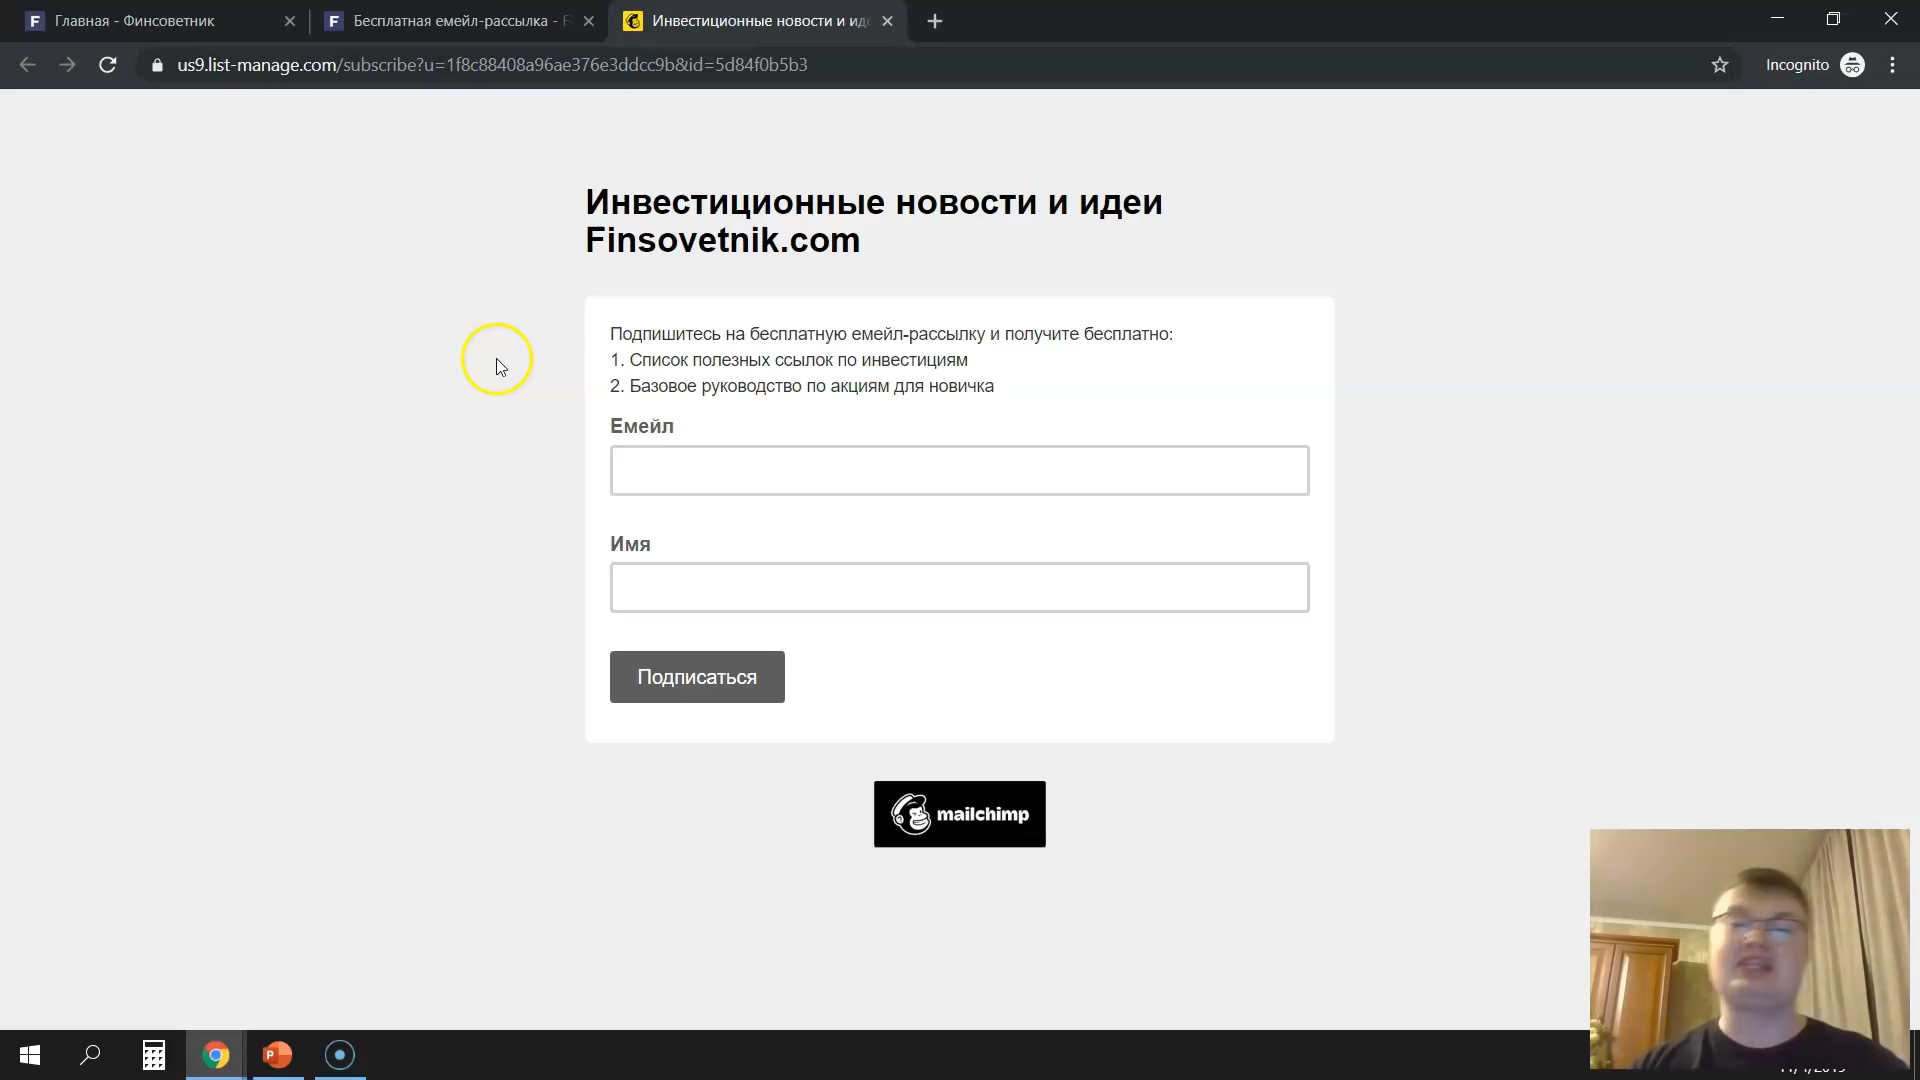 Главная - Финсоветник
Бесплатная емейл-рассылка -
Инвестиционные новости и
us9.list-manage.com/subscribe?u=1f8c88408a96ae376e3ddcc9b&id=5d84f0b5b3
Incognito
Инвестиционные новости и идеи
Finsovetnik.com
Подпишитесь на бесплатную емейл-рассылку и получите бесплатно:
1. Список полезных ссылок по инвестициям
2. Базовое руководство по акциям для новичка
Емейл
Имя
Подписаться
mailchimp